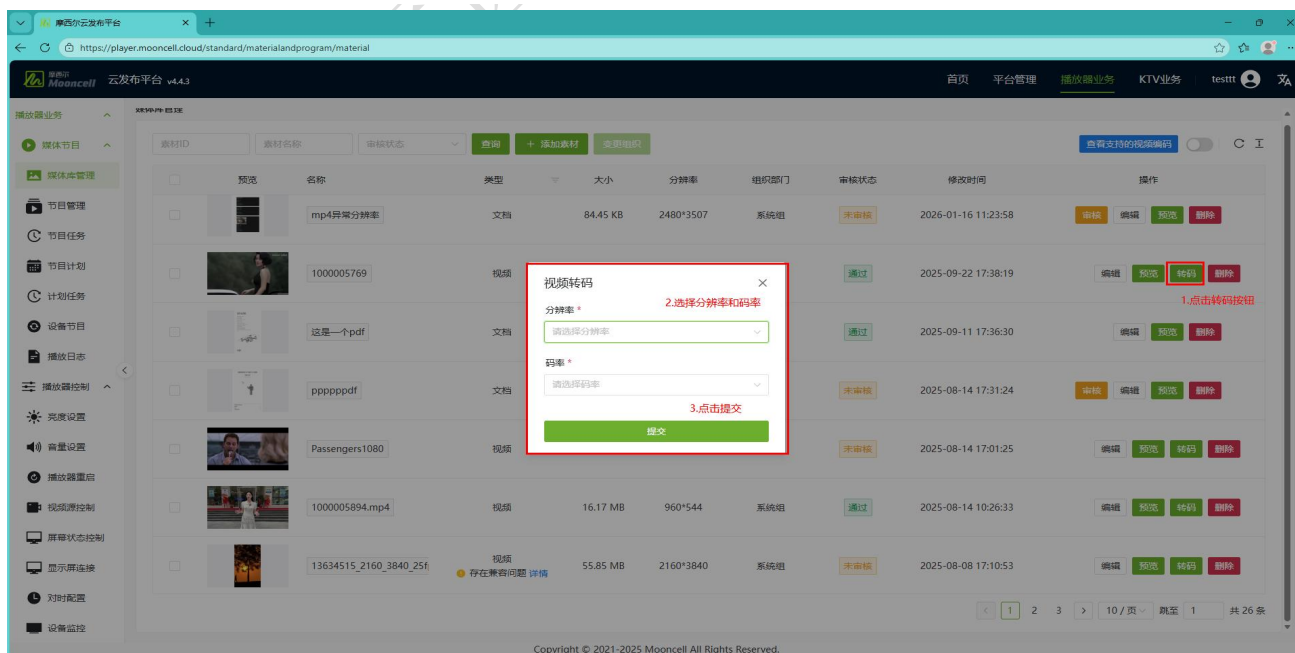 摩西尔云发布平台
https://player.mooncell.cloud/standard/materialandprogram/material
摩西尔 Mooncell 云发布平台 v4.4.3 首页 平台管理 播放器业务 KTV业务 testtt
播放器业务
媒体节目
媒体库管理
节目管理
节目任务
节目计划
计划任务
设备节目
播放日志
播放器控制
亮度设置
音量设置
播放器重启
视频源控制
屏幕状态控制
显示屏连接
对时配置
设备监控
媒体库管理
素材ID 素材名称 审核状态 查询 + 添加素材 变更组织 查看支持的视频编码
预览 名称 类型 大小 分辨率 组织部门 审核状态 修改时间 操作
mp4异常分辨率 文档 84.45 KB 2480*3507 系统组 未审核 2026-01-16 11:23:58 审核 编辑 预览 删除
1000005769 视频 通过 2025-09-22 17:38:19 编辑 预览 转码 删除
1.点击转码按钮
这是一个pdf 文档 通过 2025-09-11 17:36:30 编辑 预览 删除
ppppppdf 文档 未审核 2025-08-14 17:31:24 审核 编辑 预览 删除
Passengers1080 视频 未审核 2025-08-14 17:01:25 编辑 预览 转码 删除
1000005894.mp4 视频 16.17 MB 960*544 系统组 通过 2025-08-14 10:26:33 编辑 预览 转码 删除
13634515_2160_3840_25f 视频 存在兼容问题 详情 55.85 MB 2160*3840 系统组 未审核 2025-08-08 17:10:53 编辑 预览 转码 删除
视频转码
2.选择分辨率和码率
分辨率 *
请选择分辨率
码率 *
请选择码率
3.点击提交
提交
1 2 3 10 / 页 跳至 1 共 26 条
Copyright © 2021-2025 Mooncell All Rights Reserved.